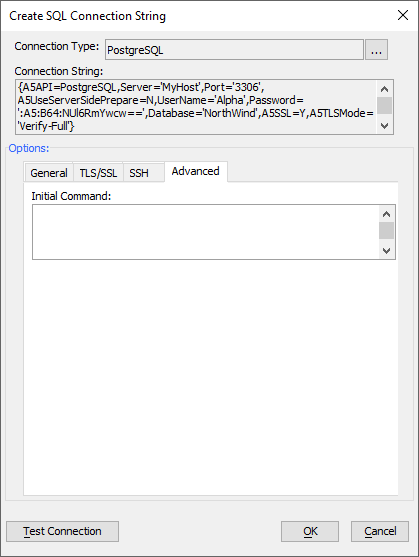 Create SQL Connection String
Connection Type: PostgreSQL ...
Connection String:
{A5API=PostgreSQL,Server='MyHost',Port='3306',
A5UseServerSidePrepare=N,UserName='Alpha',Password=
':A5:B64:NUl6RmYwcw==',Database='NorthWind',A5SSL=Y,A5TLSMode=
'Verify-Full'}
Options:
General TLS/SSL SSH Advanced
Initial Command:
Test Connection OK Cancel